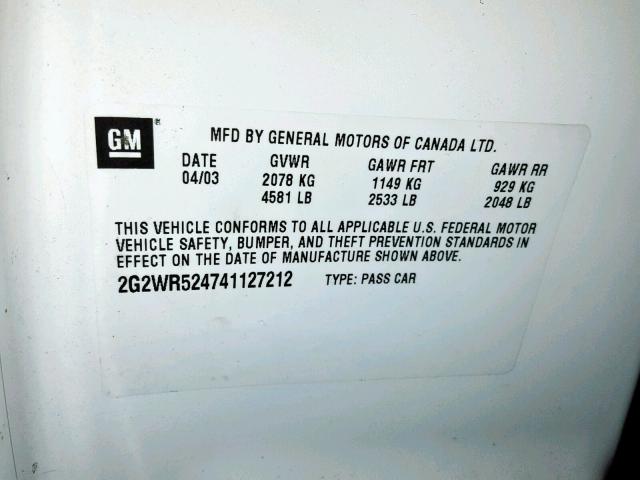 GM®
MFD BY GENERAL MOTORS OF CANADA LTD.
DATE GVWR GAWR FRT GAWR RR
04/03 2078 KG 1149 KG 929 KG
4581 LB 2533 LB 2048 LB
THIS VEHICLE CONFORMS TO ALL APPLICABLE U.S. FEDERAL MOTOR
VEHICLE SAFETY, BUMPER, AND THEFT PREVENTION STANDARDS IN
EFFECT ON THE DATE OF MANUFACTURE SHOWN ABOVE.
2G2WR524741127212 TYPE: PASS CAR